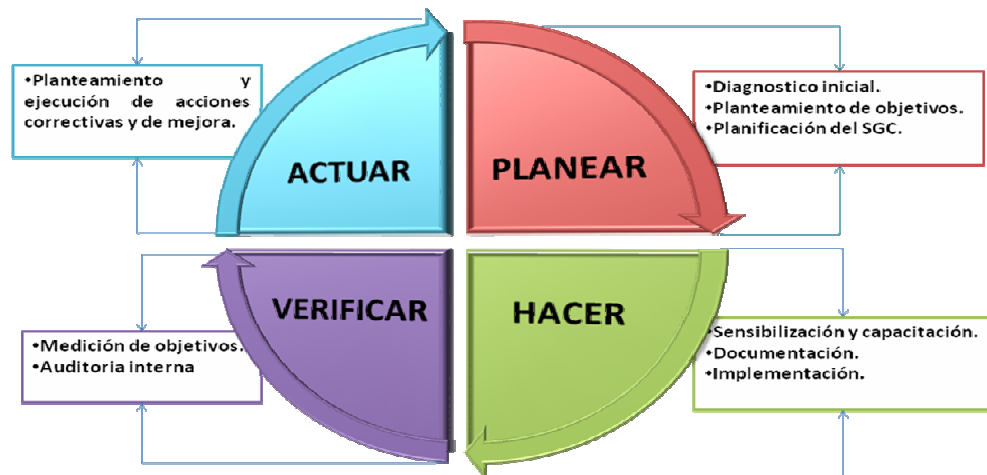 •Planteamiento y
ejecución de acciones
correctivas y de mejora.
ACTUAR
PLANEAR
•Diagnostico inicial.
•Planteamiento de objetivos.
•Planificación del SGC.
VERIFICAR
•Medición de objetivos.
•Auditoria interna
HACER
•Sensibilización y capacitación.
•Documentación.
•Implementación.